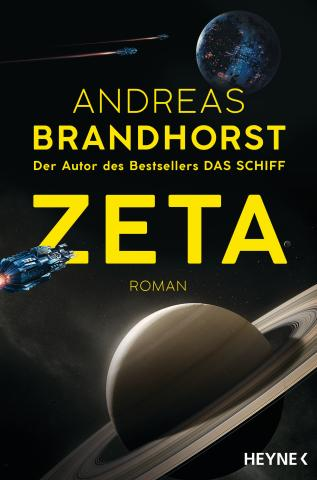 ANDREAS
BRANDHORST
Der Autor des Bestsellers DAS SCHIFF
ZETA
ROMAN
HEYNE